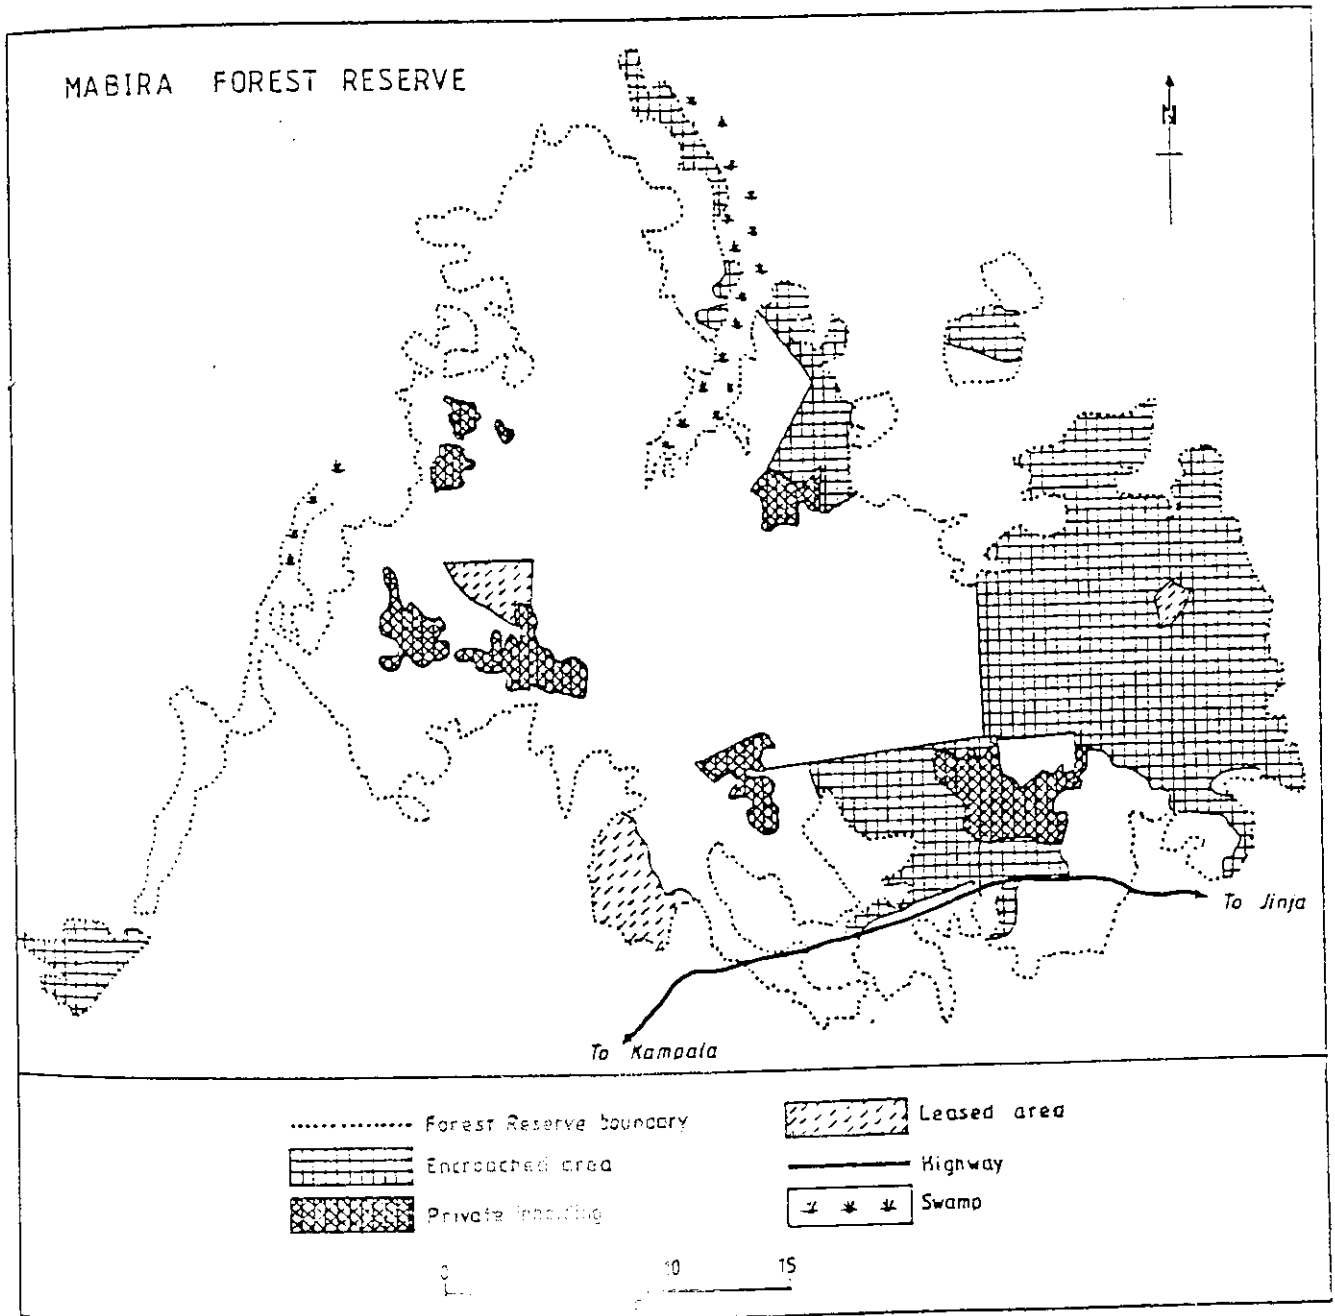 MABIRA FOREST RESERVE
N
To Jinja
To Kampala
Forest Reserve boundary
Encroached area
Private
Leased area
Highway
Swamp
0 10 15